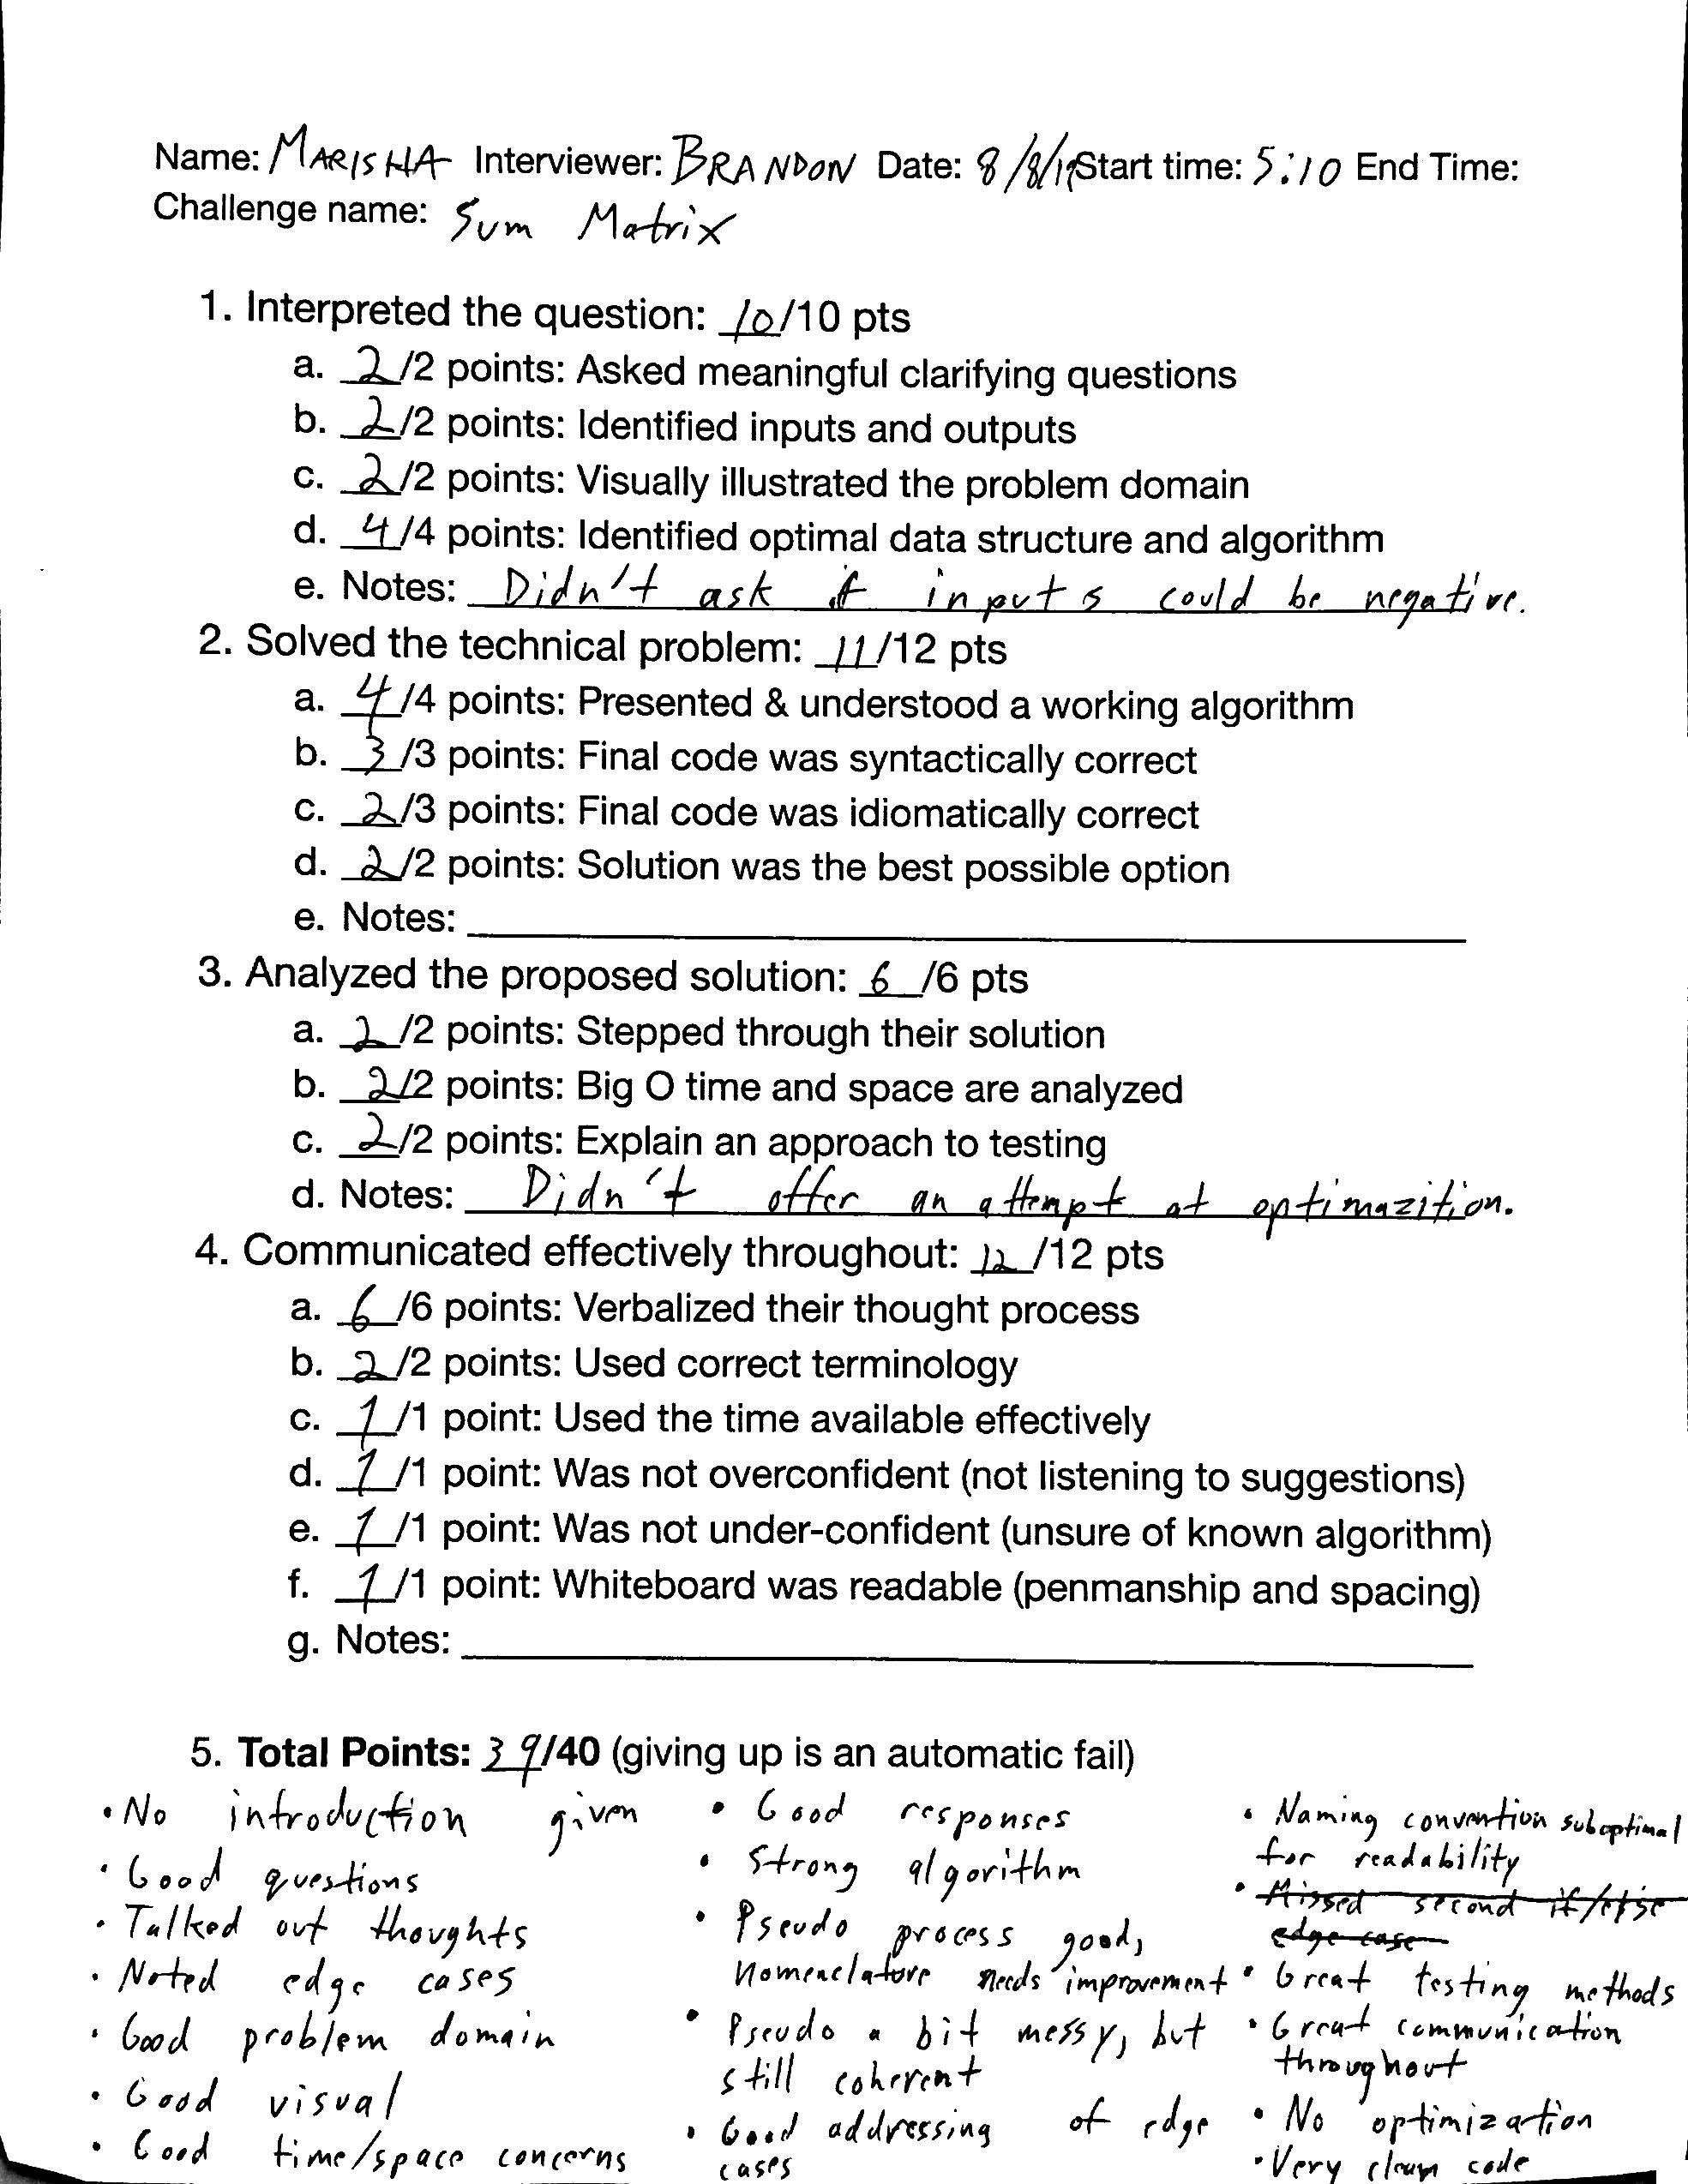 Name: MARISHA Interviewer: BRANDON Date: 8/8/19 Start time: 5:10 End Time:
Challenge name: Sum Matrix
1. Interpreted the question: 10/10 pts
a. 2/2 points: Asked meaningful clarifying questions
b. 2/2 points: Identified inputs and outputs
c. 2/2 points: Visually illustrated the problem domain
d. 4/4 points: Identified optimal data structure and algorithm
e. Notes: Didn't ask if inputs could be negative.
2. Solved the technical problem: 11/12 pts
a. 4/4 points: Presented & understood a working algorithm
b. 3/3 points: Final code was syntactically correct
c. 2/3 points: Final code was idiomatically correct
d. 2/2 points: Solution was the best possible option
e. Notes:
3. Analyzed the proposed solution: 6/6 pts
a. 2/2 points: Stepped through their solution
b. 2/2 points: Big O time and space are analyzed
c. 2/2 points: Explain an approach to testing
d. Notes: Didn't offer an attempt at optimazition.
4. Communicated effectively throughout: 12/12 pts
a. 6/6 points: Verbalized their thought process
b. 2/2 points: Used correct terminology
c. 1/1 point: Used the time available effectively
d. 1/1 point: Was not overconfident (not listening to suggestions)
e. 1/1 point: Was not under-confident (unsure of known algorithm)
f. 1/1 point: Whiteboard was readable (penmanship and spacing)
g. Notes:
5. Total Points: 39/40 (giving up is an automatic fail)
• No introduction given
• Good questions
• Talked out thoughts
• Noted edge cases
• Good problem domain
• Good visual
• Good time/space concerns
• Good responses
• Strong algorithm
• Pseudo process good,
nomenclature needs improvement
• Pseudo a bit messy, but
still coherent
• Good addressing of edge
cases
• Naming convention suboptimal
for readability
• Missed second if/else
edge case
• Great testing methods
• Great communication
throughout
• No optimization
• Very clean code